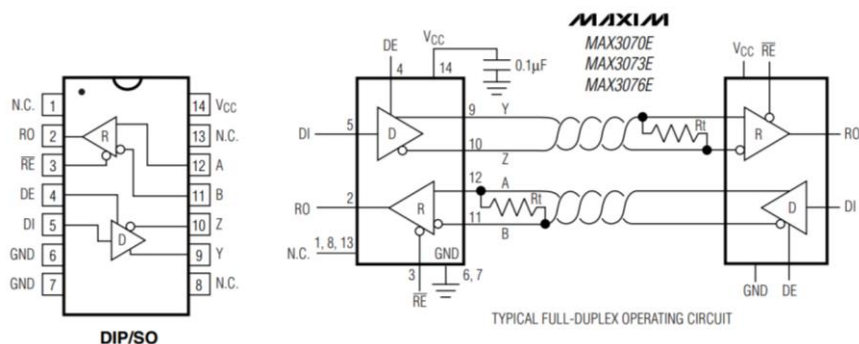 N.C. 1
RO 2
RE 3
DE 4
DI 5
GND 6
GND 7
14 VCC
13 N.C.
12 A
11 B
10 Z
9 Y
8 N.C.
R
D
DIP/SO
MAXIM
MAX3070E
MAX3073E
MAX3076E
DE
4
VCC
14
0.1µF
DI 5
D
9 Y
10 Z
Rt
VCC RE
R
RO
RO 2
R
12 A
11 B
Rt
D
DI
N.C. 1, 8, 13
3
RE
GND
6, 7
GND DE
TYPICAL FULL-DUPLEX OPERATING CIRCUIT